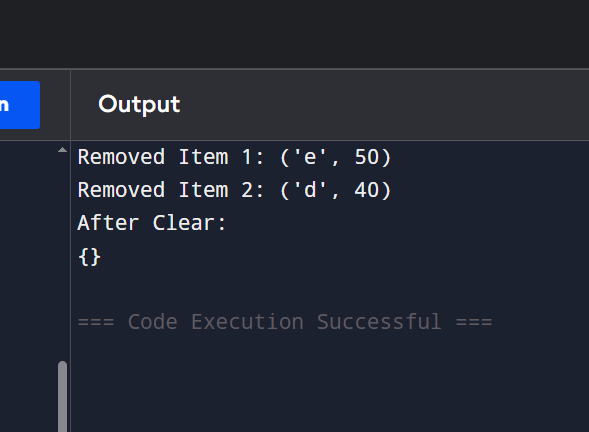 n
Output
Removed Item 1: ('e', 50)
Removed Item 2: ('d', 40)
After Clear:
{}
=== Code Execution Successful ===